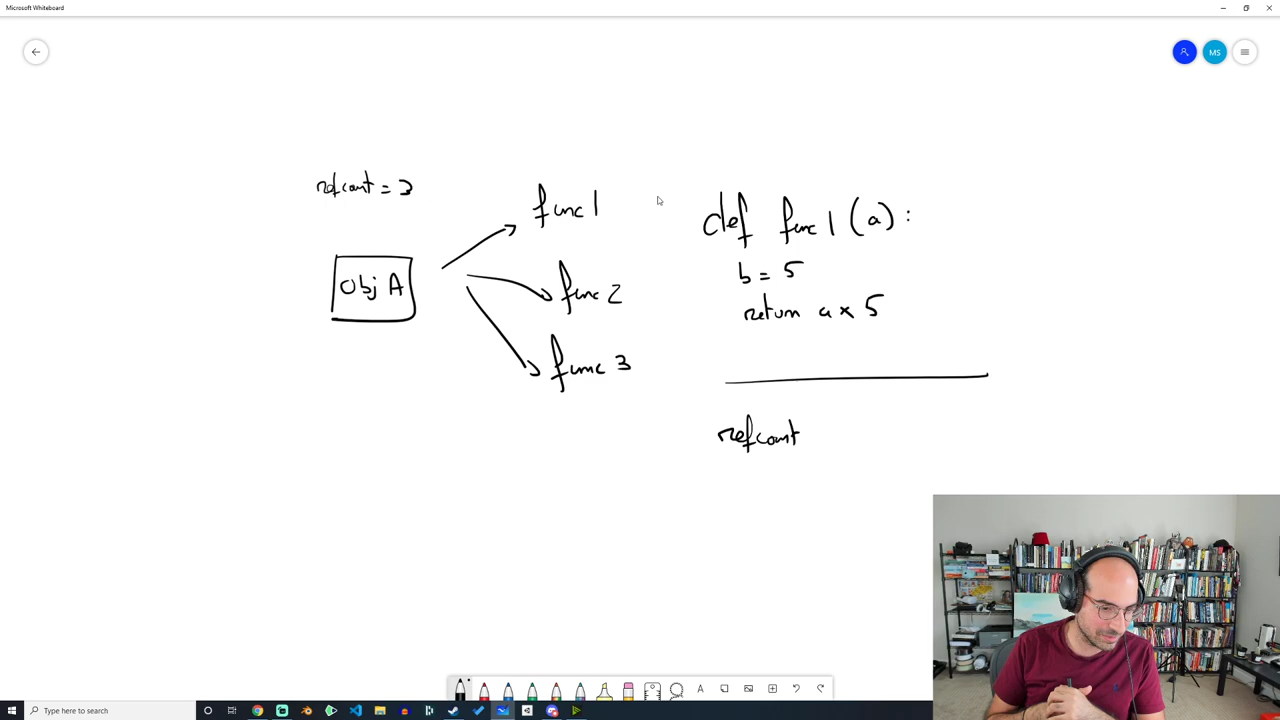 Microsoft Whiteboard
MS
refcount = 3
Obj A
func 1
func 2
func 3
def func 1 (a) :
b = 5
return a x 5
refcount
A
Type here to search